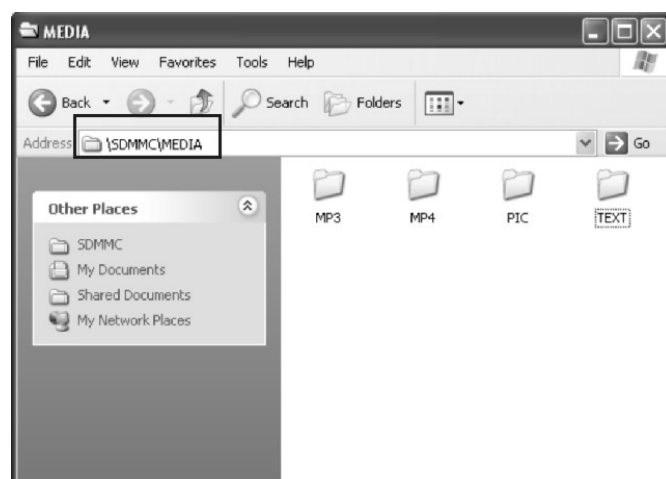 MEDIA
File Edit View Favorites Tools Help
Back Search Folders
Address \SDMMC\MEDIA Go
Other Places
SDMMC
My Documents
Shared Documents
My Network Places
MP3 MP4 PIC TEXT